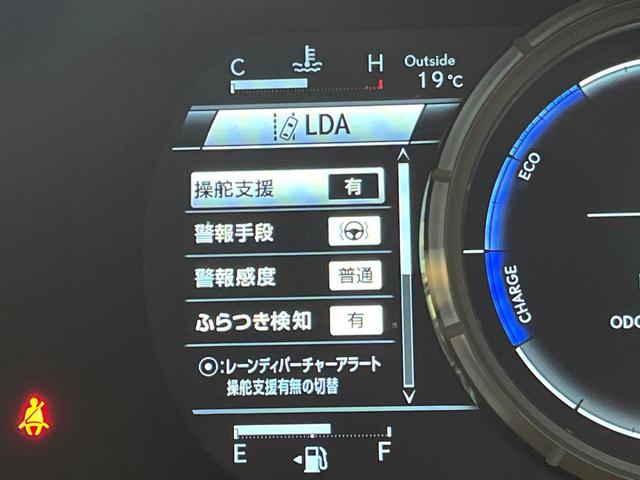 C H Outside
19℃
LDA
操舵支援 有
警報手段
警報感度 普通
ふらつき検知 有
:レーンディパーチャーアラート
操舵支援有無の切替
E F
ECO
CHARGE
ODO